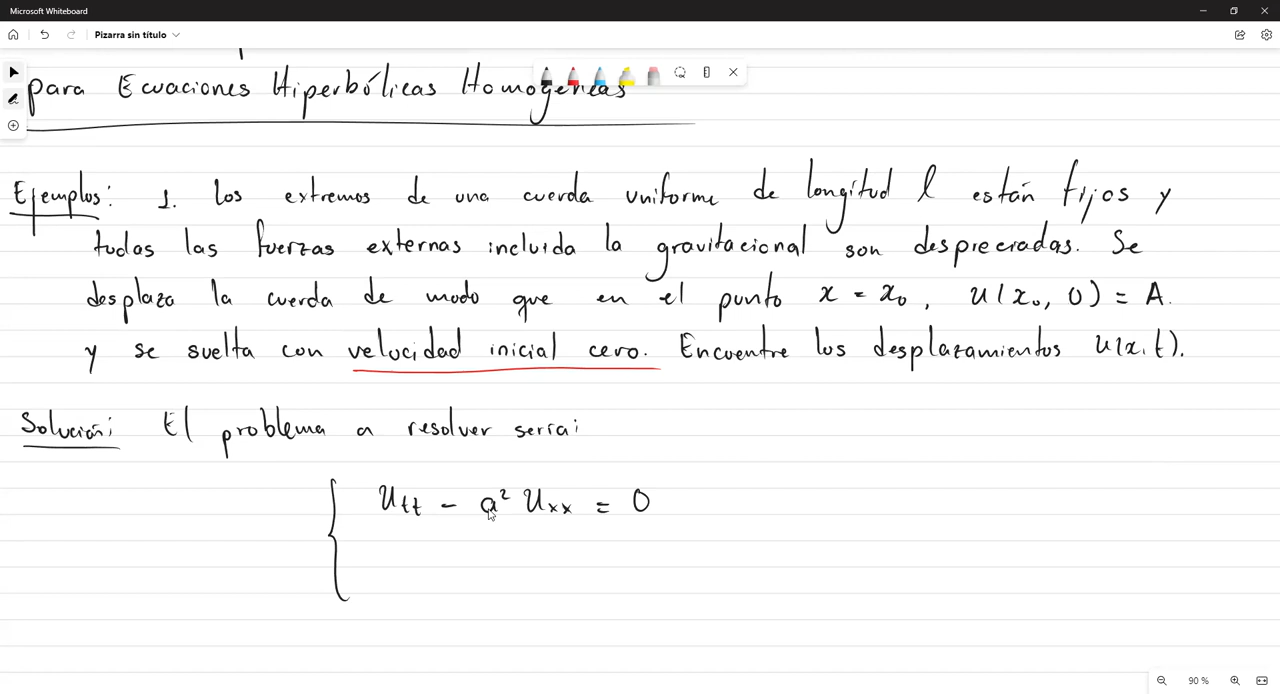 Microsoft Whiteboard
Pizarra sin título
para Ecuaciones Hiperbólicas Homogéneas
Ejemplos: 1. Los extremos de una cuerda uniforme de longitud l están fijos y
todas las fuerzas externas incluida la gravitacional son despreciadas. Se
desplaza la cuerda de modo que en el punto x = x₀, u(x₀, 0) = A.
y se suelta con velocidad inicial cero. Encuentre los desplazamientos u(x,t).
Solución: El problema a resolver sería:
Utt - a² Uxx = 0
90 %